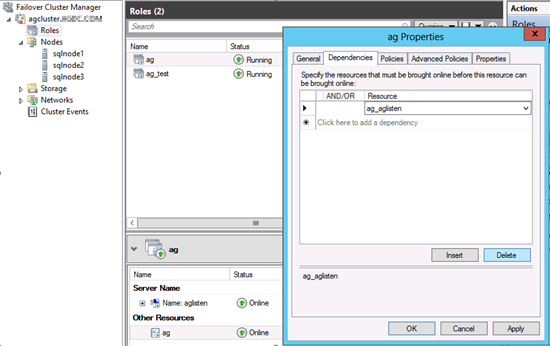 Failover Cluster Manager
agcluster.
Roles
Nodes
sqlnode1
sqlnode2
sqlnode3
Storage
Networks
Cluster Events
Roles (2)
Search
Queries
Name
Status
ag
Running
ag_test
Running
ag
Name
Status
Server Name
Name: aglisten
Online
Other Resources
ag
Online
Actions
Roles
ag Properties
General
Dependencies
Policies
Advanced Policies
Properties
Specify the resources that must be brought online before this resource can
be brought online:
AND/OR
Resource
ag_aglisten
Click here to add a dependency
Insert
Delete
ag_aglisten
OK
Cancel
Apply